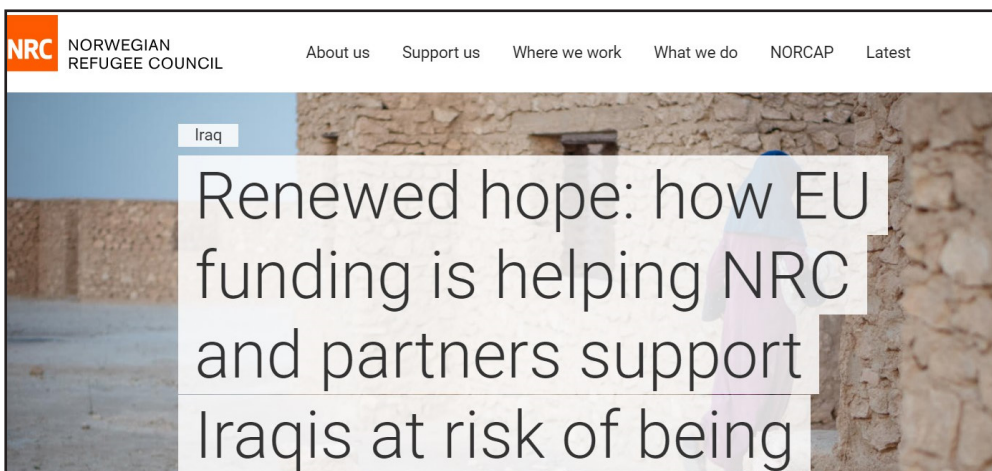 NRC
NORWEGIAN
REFUGEE COUNCIL
About us Support us Where we work What we do NORCAP Latest
Iraq
Renewed hope: how EU
funding is helping NRC
and partners support
Iraqis at risk of being